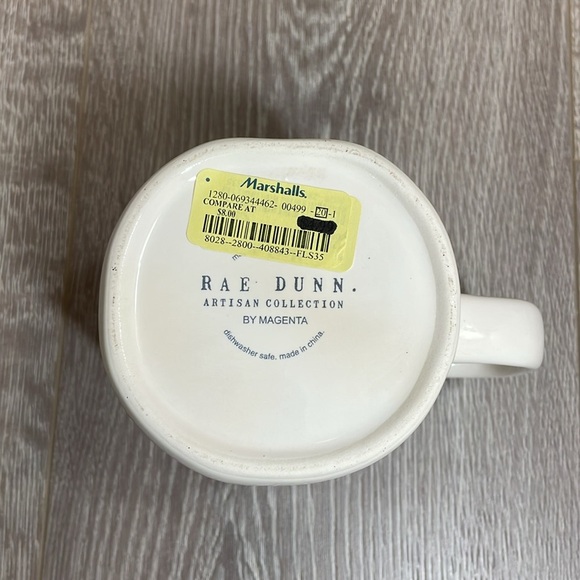 Marshalls.
1280-069344462- 00499 -20-1
COMPARE AT
$8.00
8028--2800--408843--FLS35
RAE DUNN.
ARTISAN COLLECTION
BY MAGENTA
dishwasher safe. made in china.